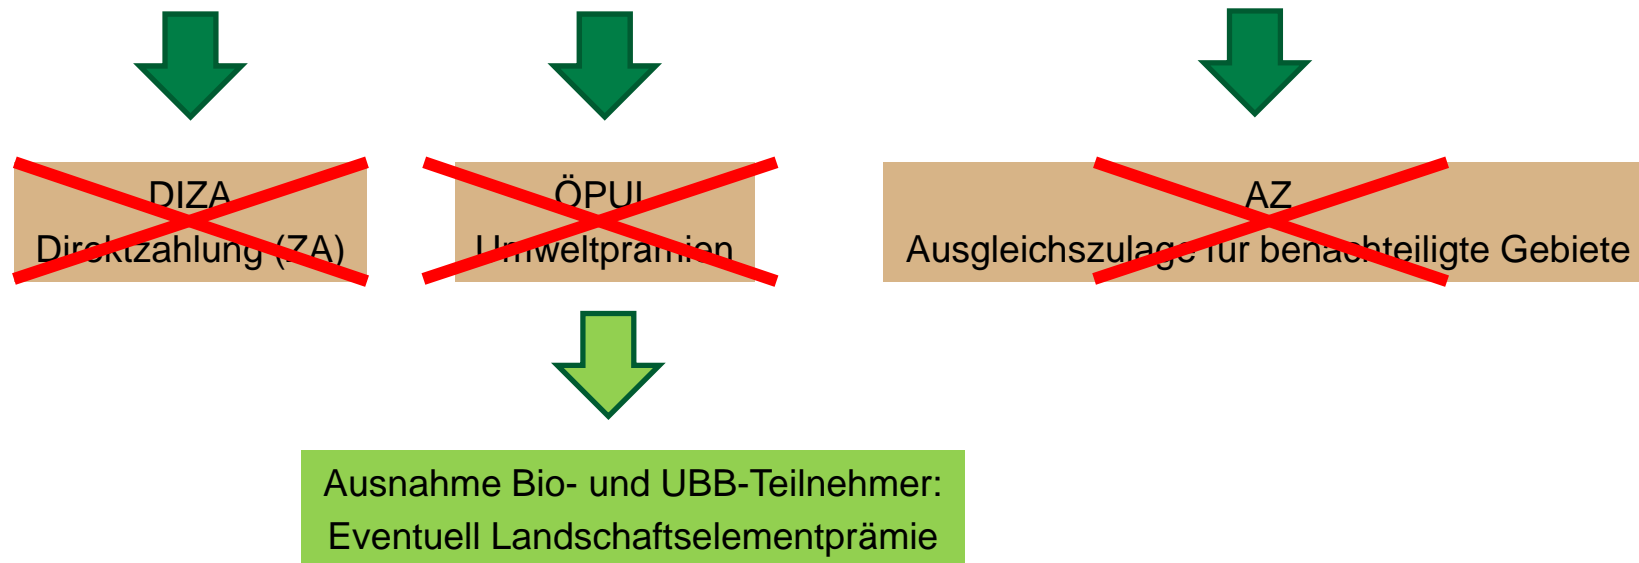 DIZA
Direktzahlung (ZA)
ÖPUL
Umweltprämien
AZ
Ausgleichszulage für benachteiligte Gebiete
Ausnahme Bio- und UBB-Teilnehmer:
Eventuell Landschaftselementprämie